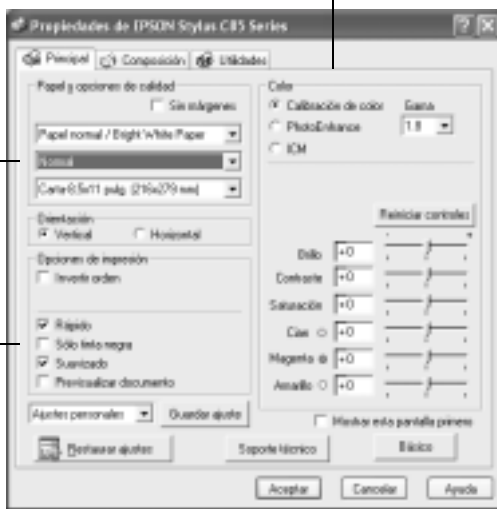 Propiedades de EPSON Stylus C85 Series
Principal Composición Utilidades
Papel y opciones de calidad
Sin márgenes
Papel normal / Bright White Paper
Normal
Carta 8.5x11 pulg. (216x279 mm)
Orientación
Vertical Horizontal
Opciones de impresión
Invertir orden
Rápido
Sólo tinta negra
Suavizado
Previsualizar documento
Color
Calibración de color
PhotoEnhance
ICM
Gama
1.8
Reiniciar controles
Brillo +0
Contraste +0
Saturación +0
Cian +0
Magenta +0
Amarillo +0
Ajustes personales Guardar ajuste
Mostrar esta pantalla primero
Restaurar ajustes Soporte técnico Básico
Aceptar Cancelar Ayuda